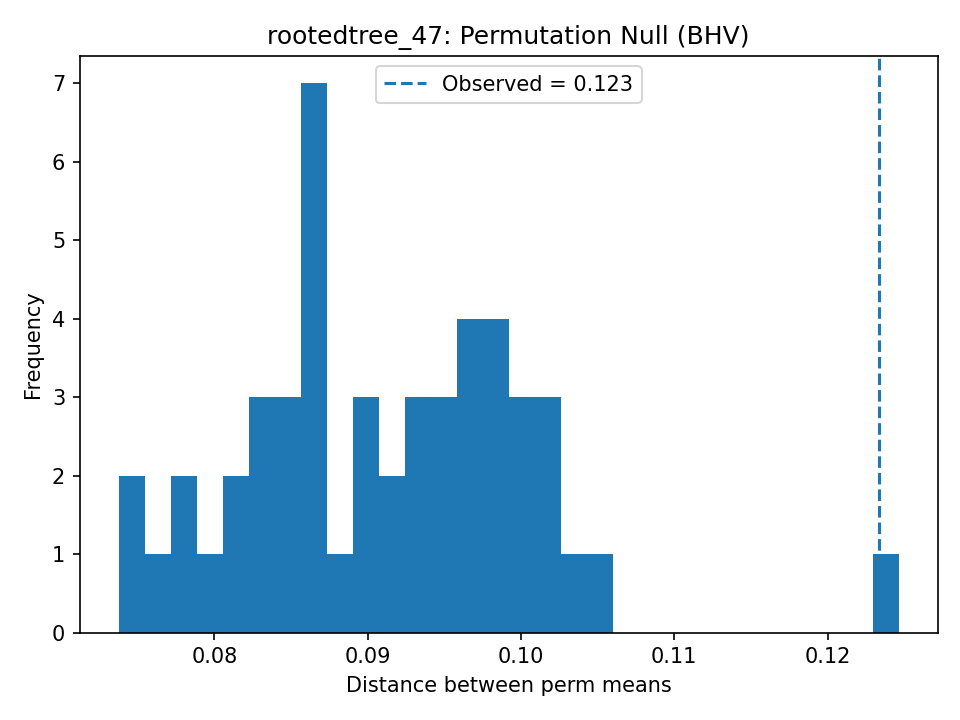 rootedtree_47: Permutation Null (BHV)
Observed = 0.123
Frequency
7
6
5
4
3
2
1
0
0.08 0.09 0.10 0.11 0.12
Distance between perm means